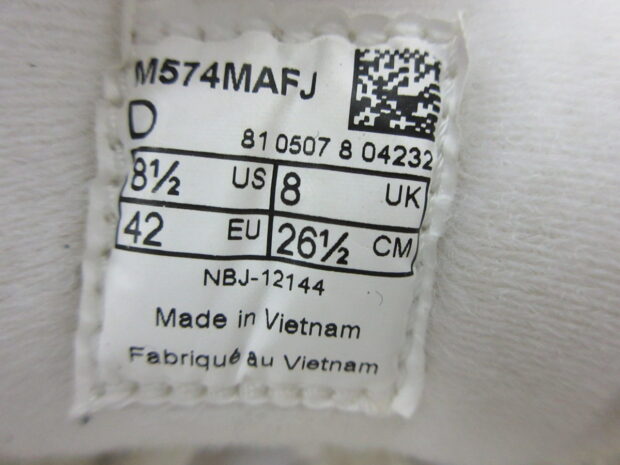 M574MAFJ
D
81 0507 8 04232
8½ US 8 UK
42 EU 26½ CM
NBJ-12144
Made in Vietnam
Fabriqué au Vietnam